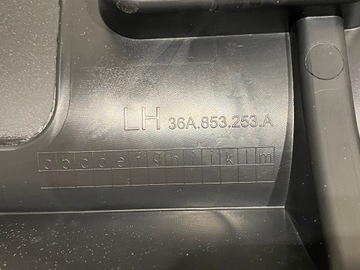 LH 36A.853.253.A
a b c d e f g h i j k l m